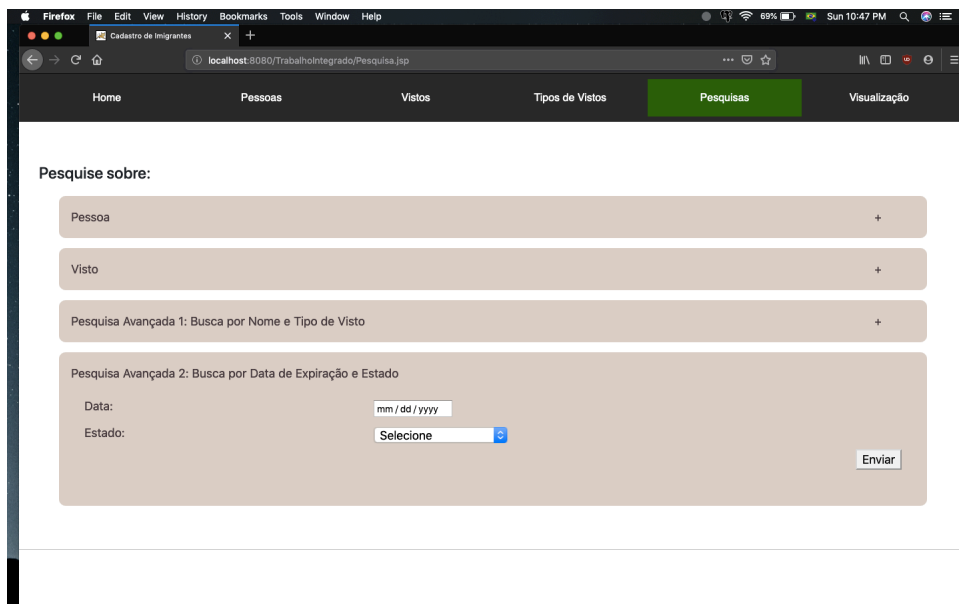 Firefox File Edit View History Bookmarks Tools Window Help 69% Sun 10:47 PM
Cadastro de Imigrantes
localhost:8080/TrabalhoIntegrado/Pesquisa.jsp
Home Pessoas Vistos Tipos de Vistos Pesquisas Visualização
Pesquise sobre:
Pessoa +
Visto +
Pesquisa Avançada 1: Busca por Nome e Tipo de Visto +
Pesquisa Avançada 2: Busca por Data de Expiração e Estado
Data: mm / dd / yyyy
Estado: Selecione
Enviar